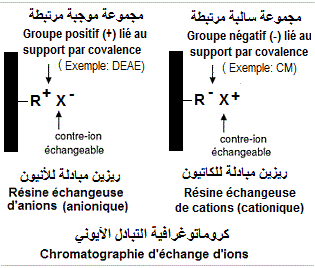 مجموعة موجبة مرتبطة
Groupe positif (+) lié au
support par covalence
( Exemple: DEAE)
R+ X-
contre-ion
échangeable
ريزين مبادلة للأنيون
Résine échangeuse
d'anions (anionique)
مجموعة سالبة مرتبطة
Groupe négatif (-) lié au
support par covalence
( Exemple: CM)
R- X+
contre-ion
échangeable
ريزين مبادلة للكاتيون
Résine échangeuse
de cations (cationique)
كروماتوغرافية التبادل الأيوني
Chromatographie d'échange d'ions